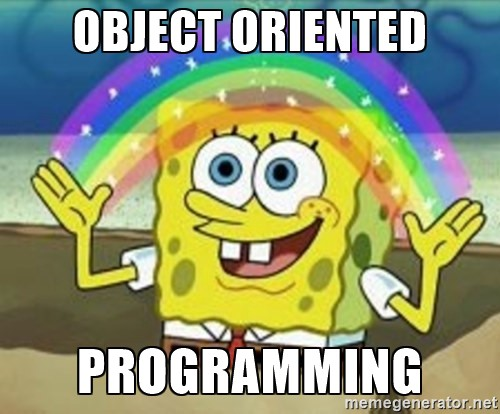 OBJECT ORIENTED
PROGRAMMING
memegenerator.net